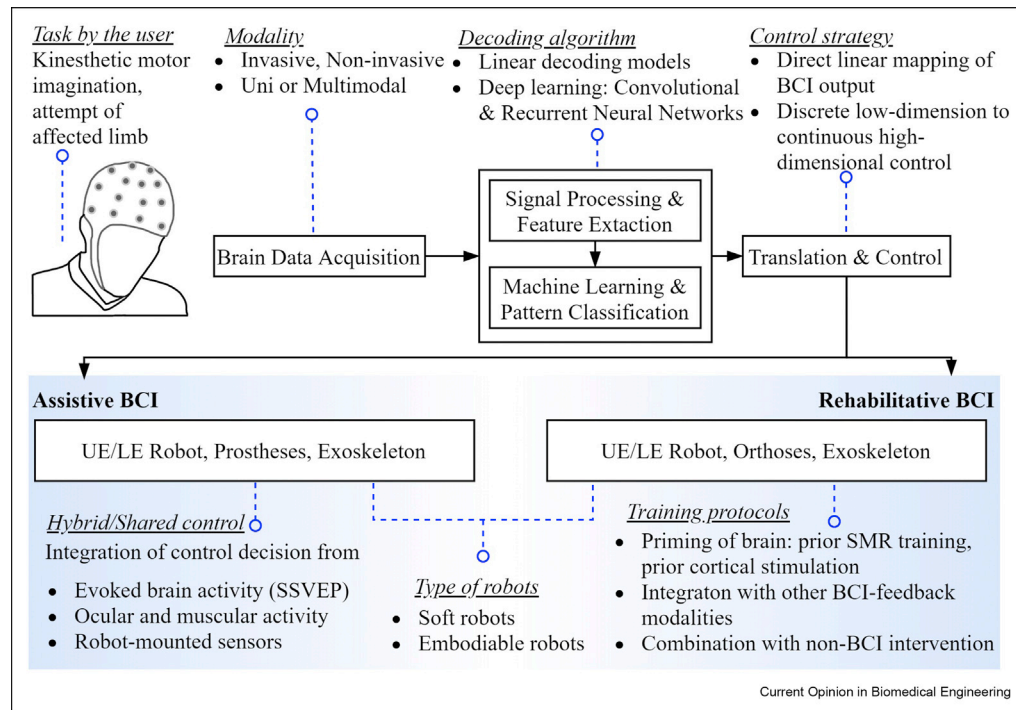 Task by the user
Kinesthetic motor
imagination,
attempt of
affected limb
Modality
• Invasive, Non-invasive
• Uni or Multimodal
Decoding algorithm
• Linear decoding models
• Deep learning: Convolutional
& Recurrent Neural Networks
Control strategy
• Direct linear mapping of
BCI output
• Discrete low-dimension to
continuous high-
dimensional control
Brain Data Acquisition
Signal Processing &
Feature Extaction
Machine Learning &
Pattern Classification
Translation & Control
Assistive BCI
UE/LE Robot, Prostheses, Exoskeleton
Rehabilitative BCI
UE/LE Robot, Orthoses, Exoskeleton
Hybrid/Shared control
Integration of control decision from
• Evoked brain activity (SSVEP)
• Ocular and muscular activity
• Robot-mounted sensors
Type of robots
• Soft robots
• Embodiable robots
Training protocols
• Priming of brain: prior SMR training,
prior cortical stimulation
• Integraton with other BCI-feedback
modalities
• Combination with non-BCI intervention
Current Opinion in Biomedical Engineering